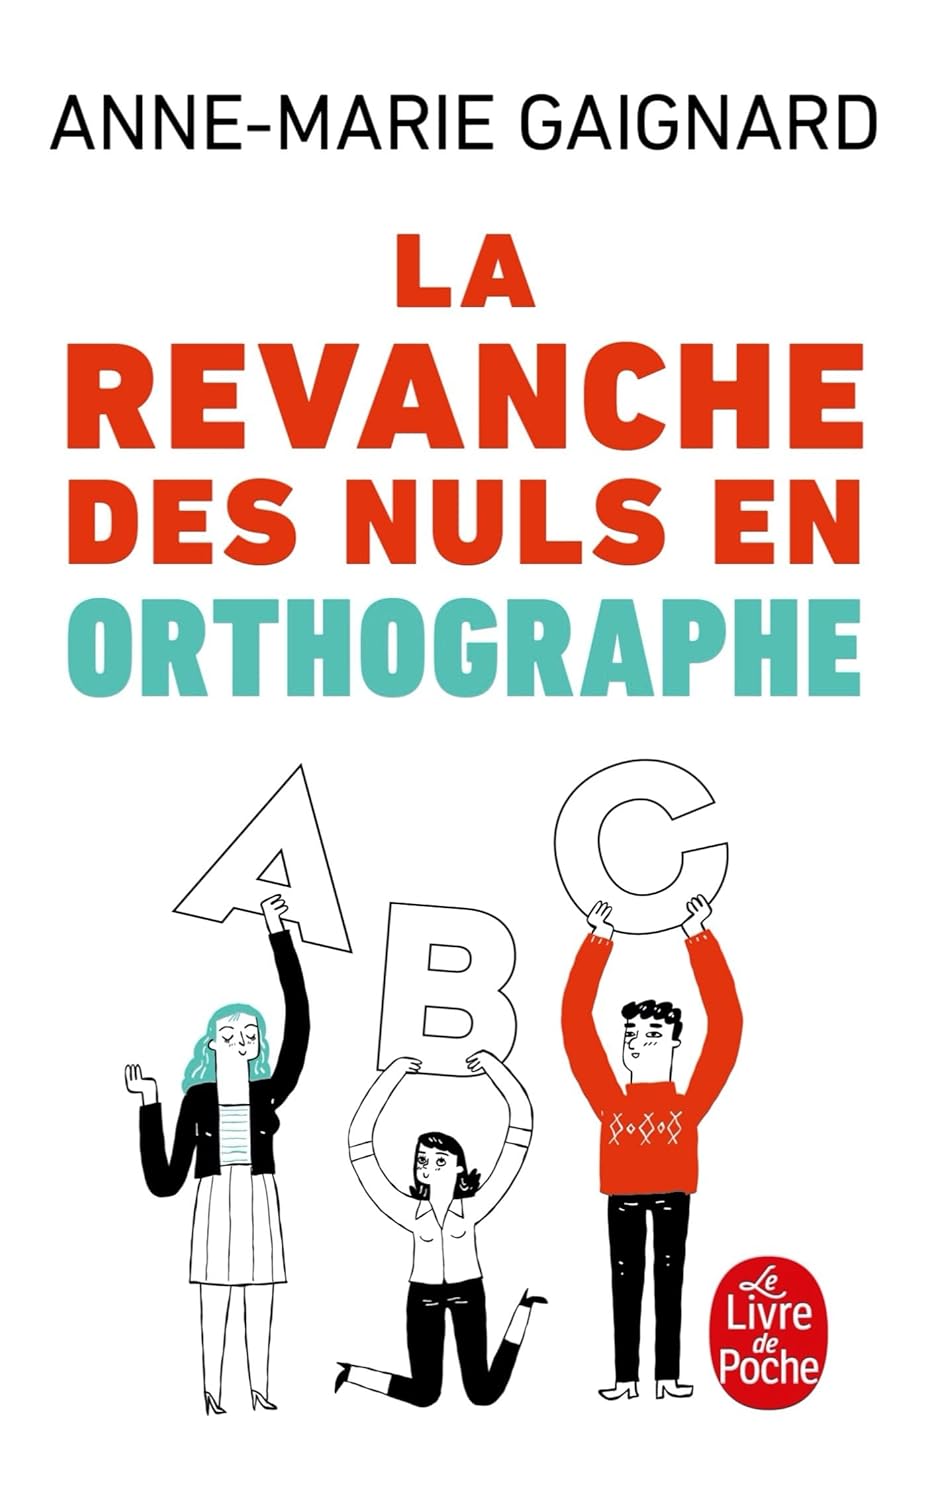 ANNE-MARIE GAIGNARD
LA
REVANCHE
DES NULS EN
ORTHOGRAPHE
A
B
C
Le
Livre
de
Poche